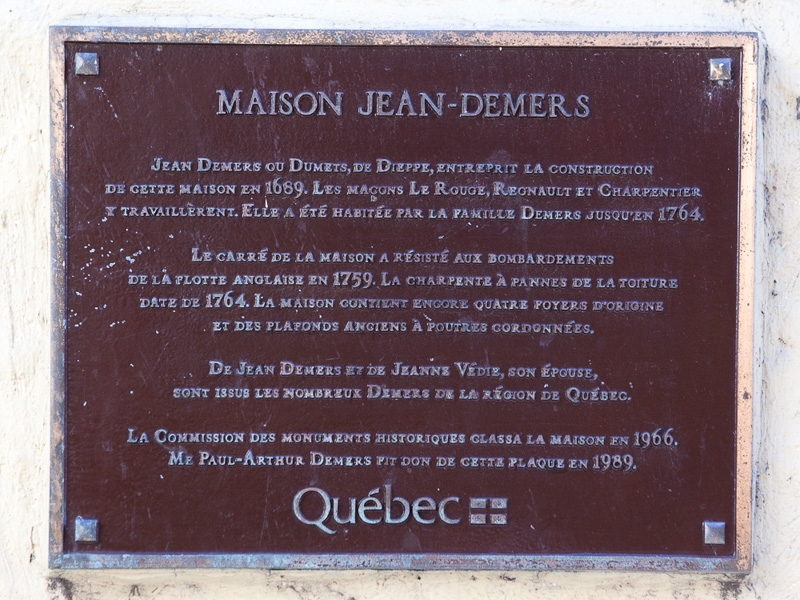 MAISON JEAN-DEMERS
JEAN DEMERS OU DUMETS, DE DIEPPE, ENTREPRIT LA CONSTRUCTION
DE CETTE MAISON EN 1689. LES MAÇONS LE ROUGE, REGNAULT ET CHARPENTIER
Y TRAVAILLÈRENT. ELLE A ÉTÉ HABITÉE PAR LA FAMILLE DEMERS JUSQU'EN 1764.
LE CARRÉ DE LA MAISON A RÉSISTÉ AUX BOMBARDEMENTS
DE LA FLOTTE ANGLAISE EN 1759. LA CHARPENTE À PANNES DE LA TOITURE
DATE DE 1764. LA MAISON CONTIENT ENCORE QUATRE FOYERS D'ORIGINE
ET DES PLAFONDS ANCIENS À POUTRES CORDONNÉES.
DE JEAN DEMERS ET DE JEANNE VÉDIE, SON ÉPOUSE,
SONT ISSUS LES NOMBREUX DEMERS DE LA RÉGION DE QUÉBEC.
LA COMMISSION DES MONUMENTS HISTORIQUES CLASSA LA MAISON EN 1966.
ME PAUL-ARTHUR DEMERS FIT DON DE CETTE PLAQUE EN 1989.
Québec